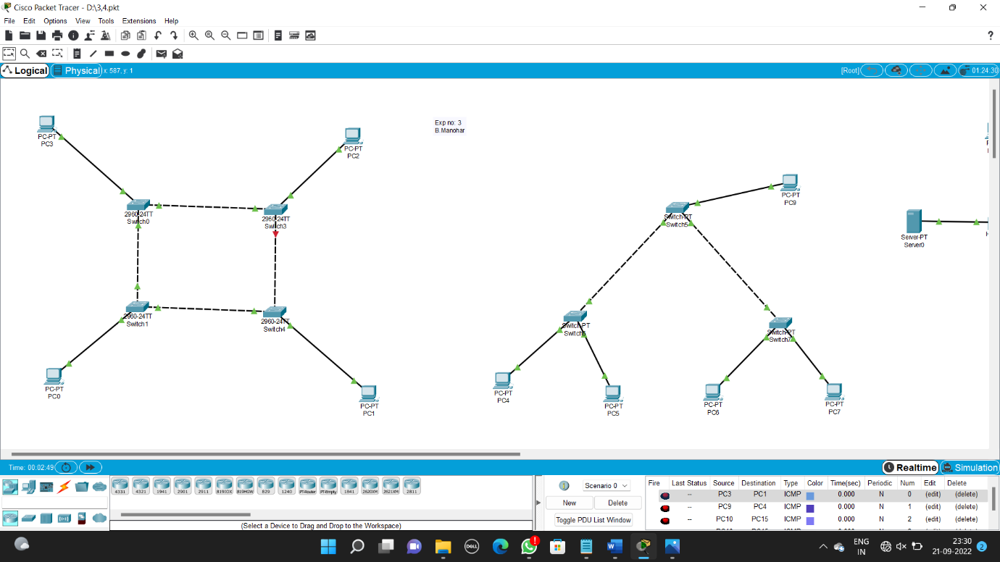 Cisco Packet Tracer - D:\3,4.pkt
File Edit Options View Tools Extensions Help
Logical Physical x: 587, y: 1 [Root] 01:24:30
Exp no: 3
B.Manohar
PC-PT
PC3
PC-PT
PC2
2960-24TT
Switch0
2960-24TT
Switch3
2960-24TT
Switch1
2960-24TT
Switch4
PC-PT
PC0
PC-PT
PC1
PC-PT
PC9
Switch-PT
Switch5
Server-PT
Server0
Switch-PT
Switch6
Switch-PT
Switch7
PC-PT
PC4
PC-PT
PC5
PC-PT
PC6
PC-PT
PC7
Time: 00:02:49 Realtime Simulation
4331 4321 1941 2901 2911 819IOX 819HGW 829 1240 PT-Router PT-Empty 1841 2620XM 2621XM 2811
(Select a Device to Drag and Drop to the Workspace)
Scenario 0
New Delete
Toggle PDU List Window
Fire Last Status Source Destination Type Color Time(sec) Periodic Num Edit Delete
-- PC3 PC1 ICMP 0.000 N 0 (edit) (delete)
-- PC9 PC4 ICMP 0.000 N 1 (edit) (delete)
-- PC10 PC15 ICMP 0.000 N 2 (edit) (delete)
DELL
ENG
IN
23:30
21-09-2022
2